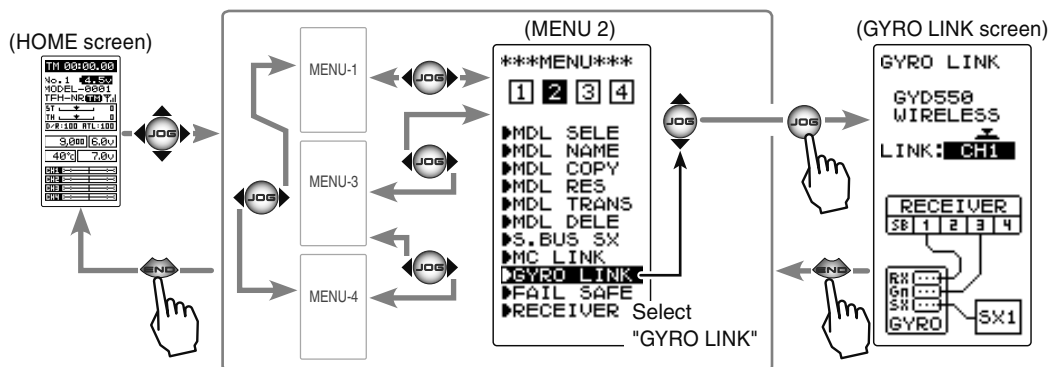 (HOME screen)
TM 00:00.00
No.1 4.5V
MODEL-0001
TFH-NR TM
ST 0
TH 0
D/R:100 ATL:100
9,000 6.0V
40℃ 7.0V
CH1
CH2
CH3
CH4
JOG
END
MENU-1
MENU-3
MENU-4
JOG
JOG
JOG
JOG
(MENU 2)
***MENU***
1 2 3 4
▶MDL SELE
▶MDL NAME
▶MDL COPY
▶MDL RES
▶MDL TRANS
▶MDL DELE
▶S.BUS SX
▶MC LINK
▶GYRO LINK
▶FAIL SAFE
▶RECEIVER
Select
"GYRO LINK"
JOG
JOG
END
(GYRO LINK screen)
GYRO LINK
GYD550
WIRELESS
LINK: CH1
RECEIVER
SB 1 2 3 4
RX
Gn
SX
GYRO
SX1